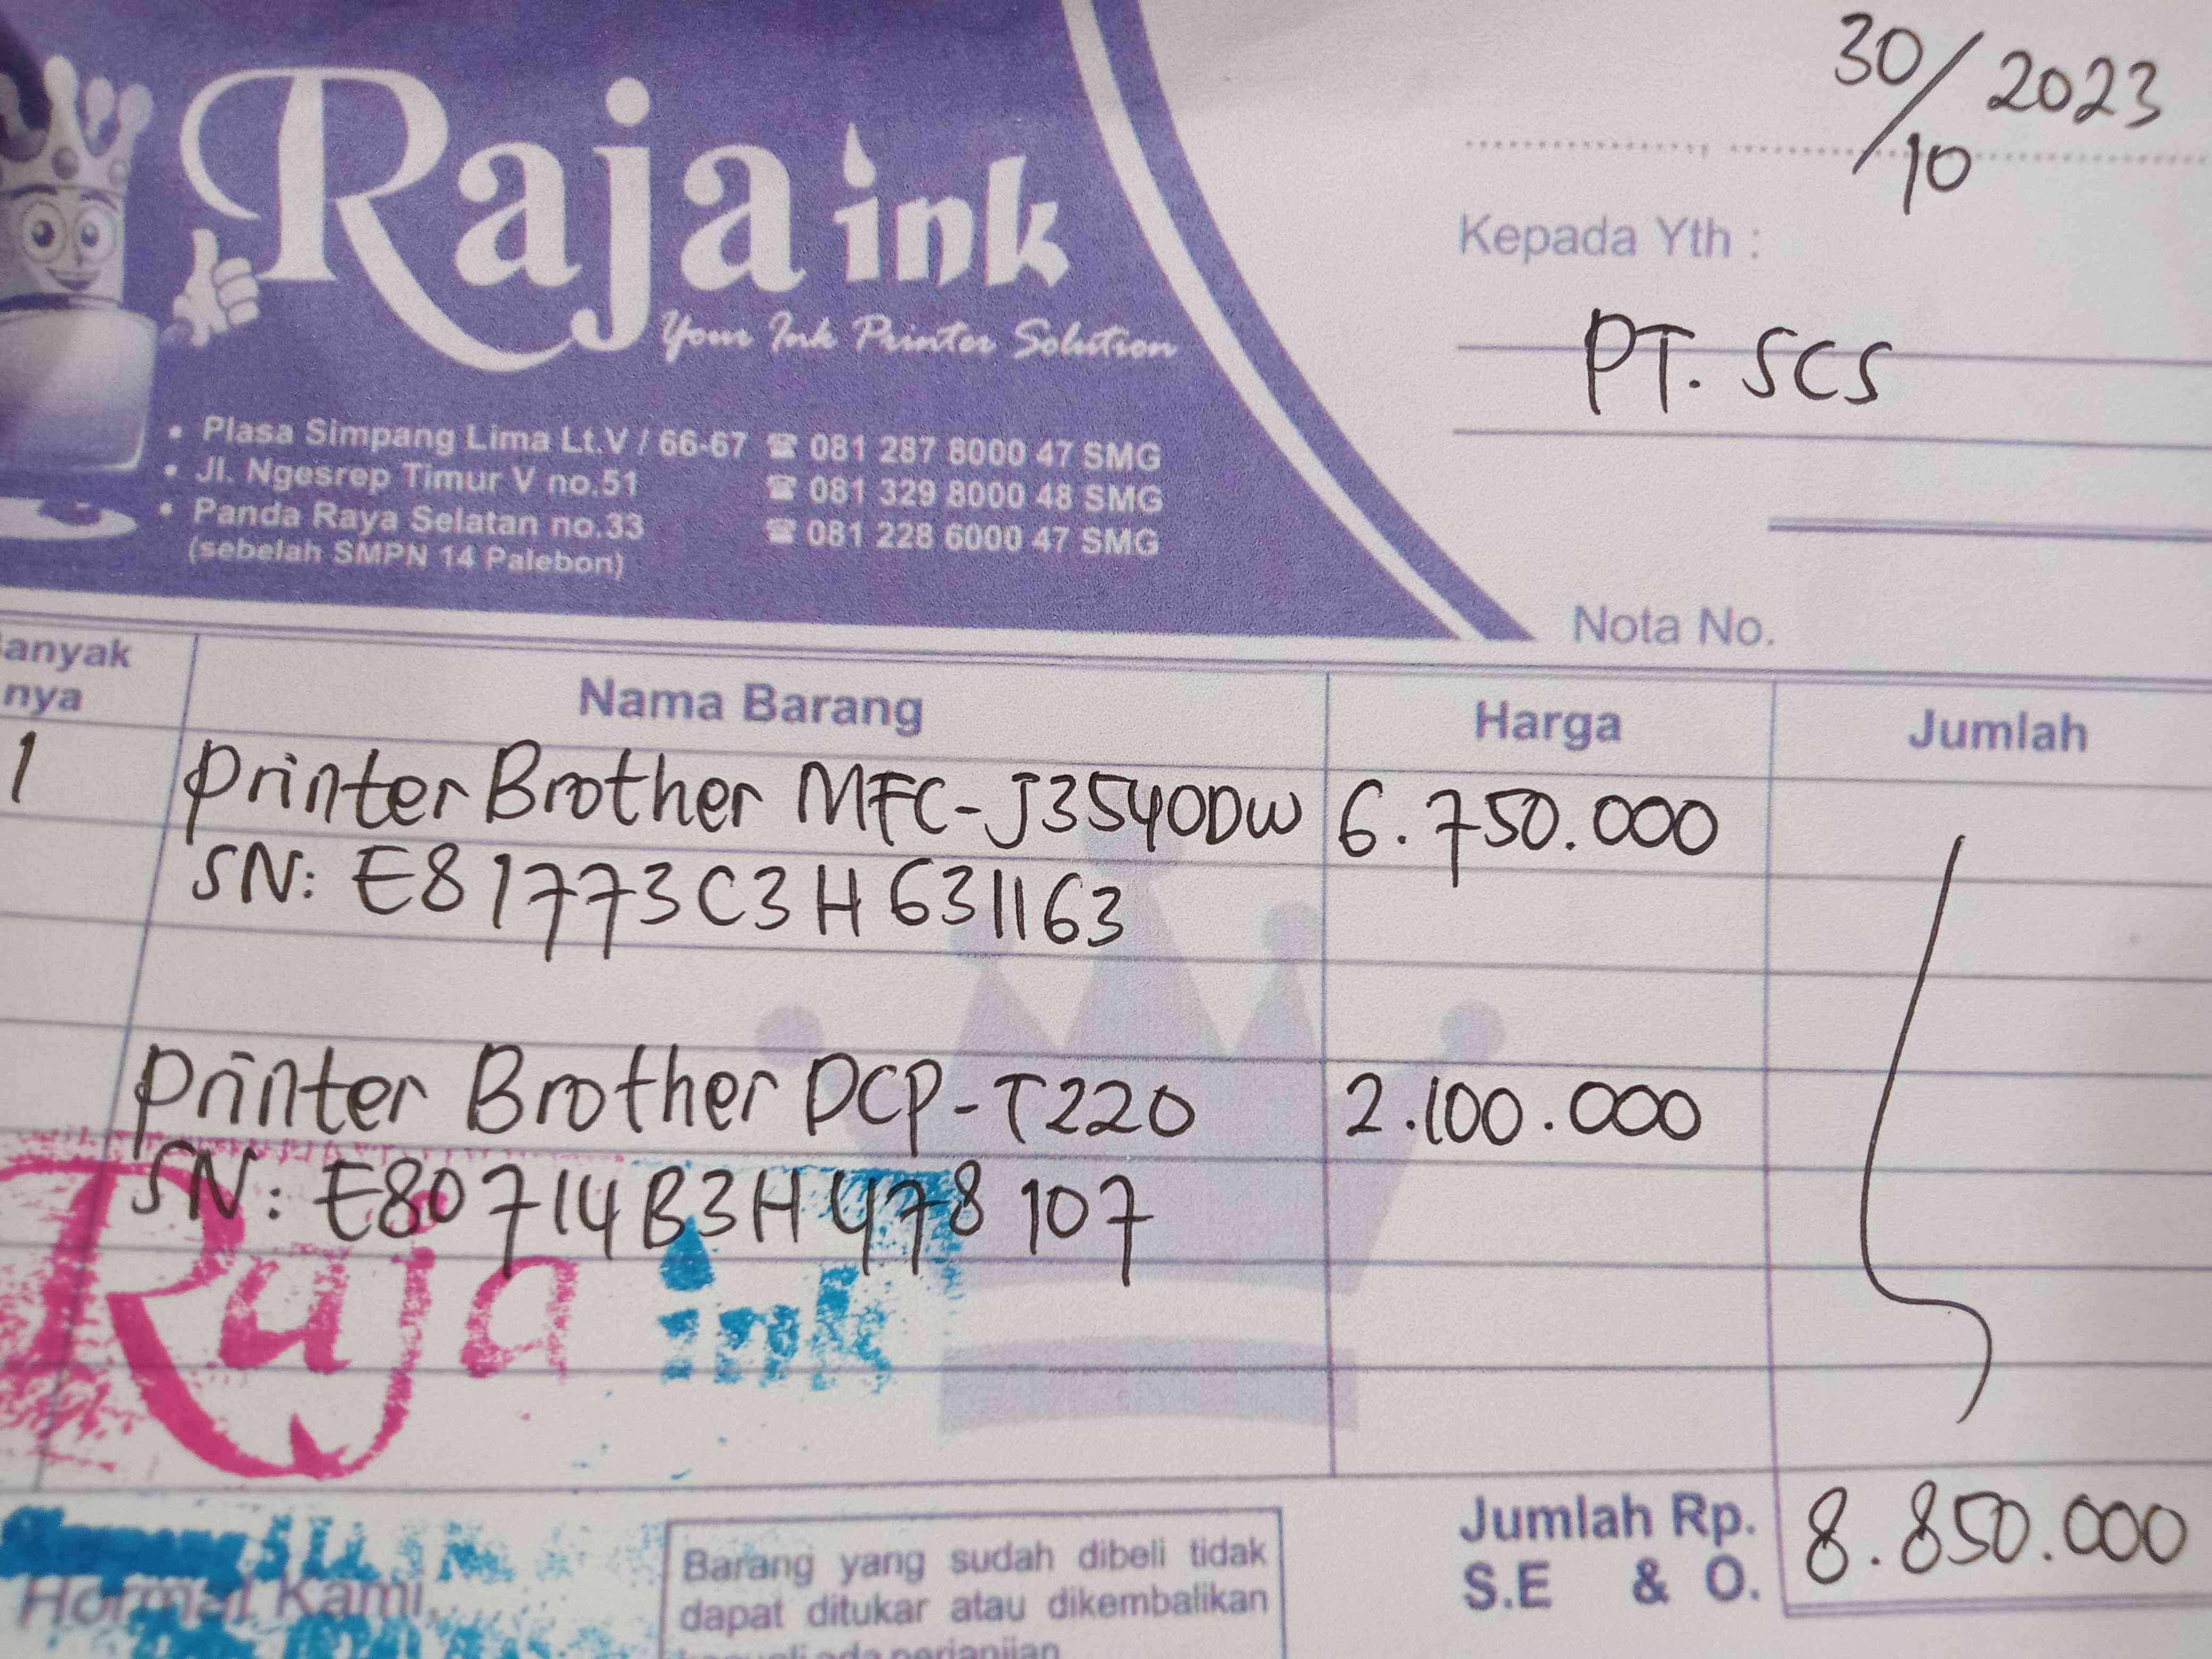 Raja ink
Your Ink Printer Solution
• Plasa Simpang Lima Lt.V / 66-67 ☎ 081 287 8000 47 SMG
• Jl. Ngesrep Timur V no.51 ☎ 081 329 8000 48 SMG
• Panda Raya Selatan no.33 ☎ 081 228 6000 47 SMG
(sebelah SMPN 14 Palebon)
30/10 2023
Kepada Yth :
PT. SCS
Nota No.
Banyak nya Nama Barang Harga Jumlah
1 Printer Brother MFC-J3540DW 6.750.000
SN: E81773C3H631163
Printer Brother DCP-T220 2.100.000
SN: E80714B3H478107
Raja ink
Hormat Kami,
Barang yang sudah dibeli tidak
dapat ditukar atau dikembalikan
kecuali ada perjanjian
Jumlah Rp. 8.850.000
S.E & O.